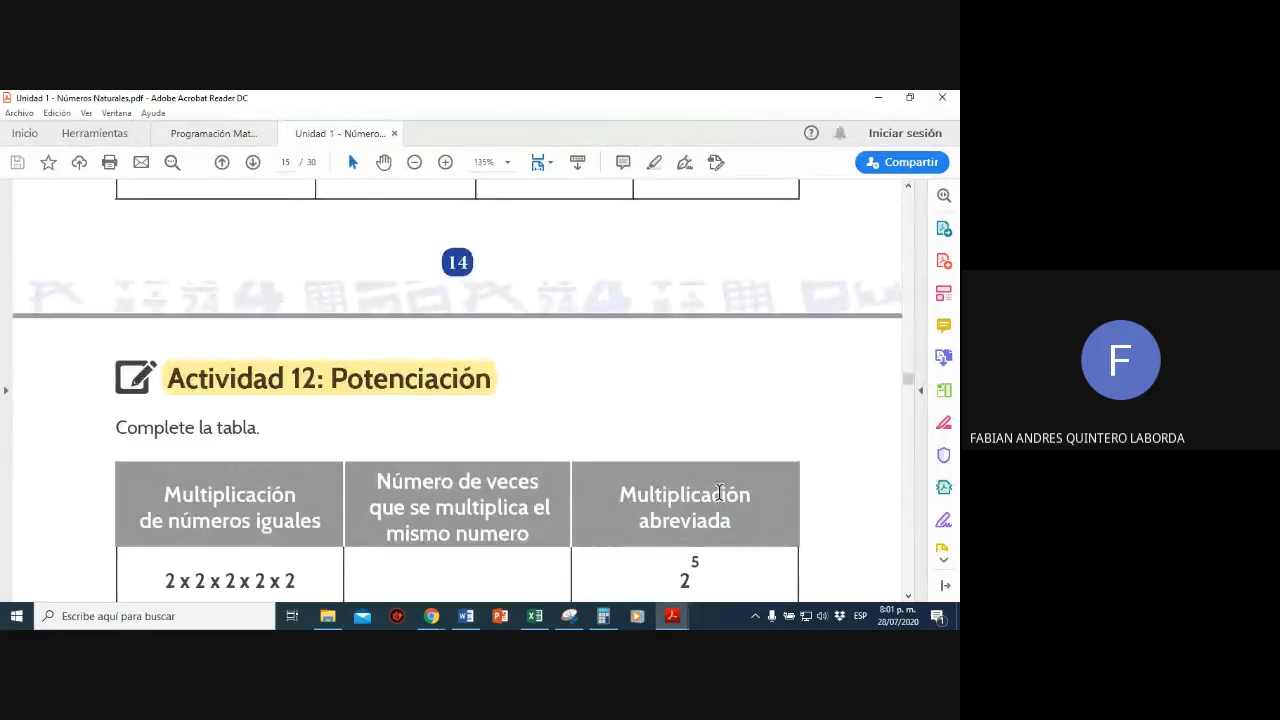 Unidad 1 - Números Naturales.pdf - Adobe Acrobat Reader DC
Archivo Edición Ver Ventana Ayuda
Inicio Herramientas Programación Mat... Unidad 1 - Número... Iniciar sesión
15 / 30 135% Compartir
14
Actividad 12: Potenciación
Complete la tabla.
Multiplicación
de números iguales
Número de veces
que se multiplica el
mismo numero
Multiplicación
abreviada
2 x 2 x 2 x 2 x 2
2⁵
F
FABIAN ANDRES QUINTERO LABORDA
Escribe aquí para buscar
ESP
8:01 p. m.
28/07/2020